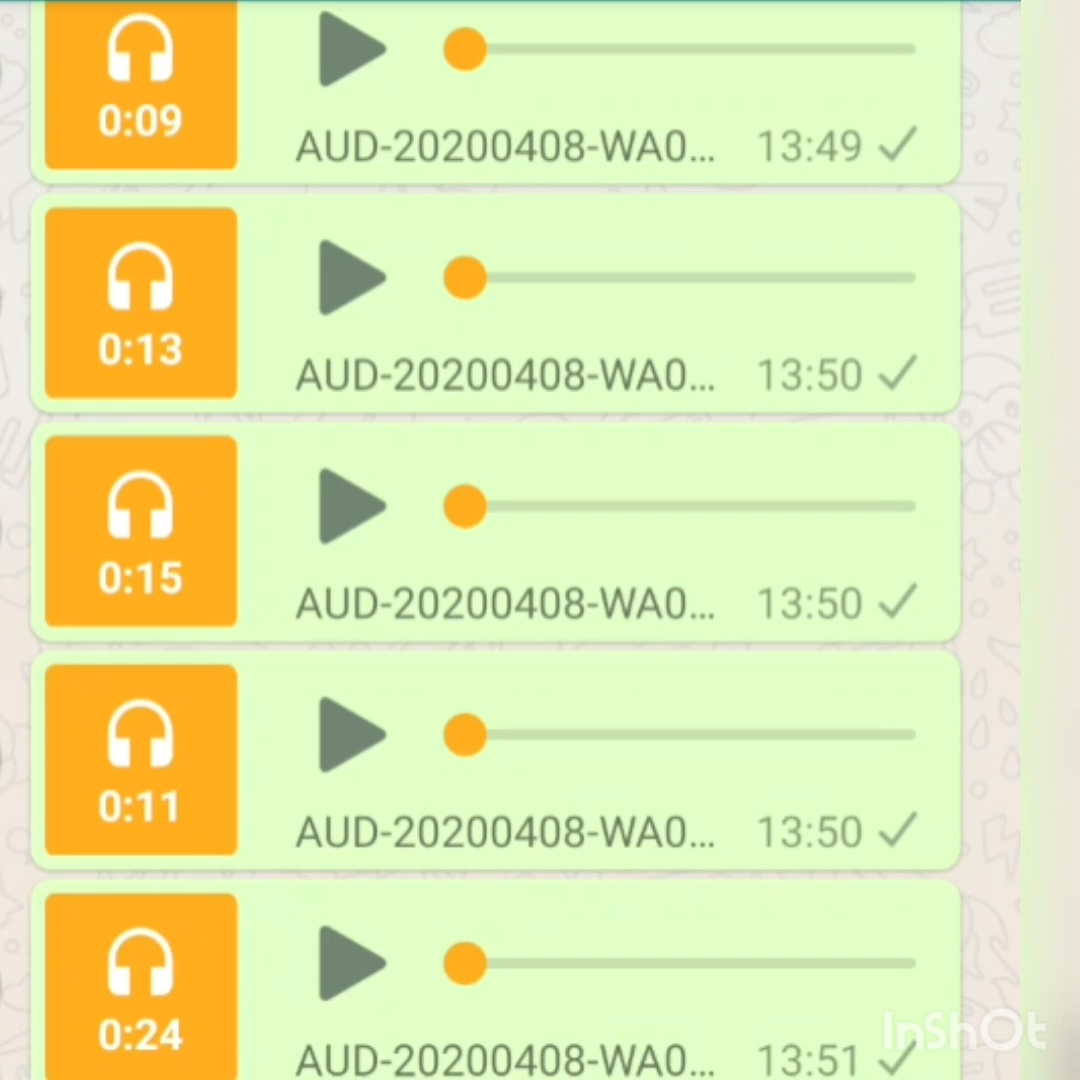 0:09
AUD-20200408-WA0... 13:49
0:13
AUD-20200408-WA0... 13:50
0:15
AUD-20200408-WA0... 13:50
0:11
AUD-20200408-WA0... 13:50
0:24
AUD-20200408-WA0... 13:51
InShOt